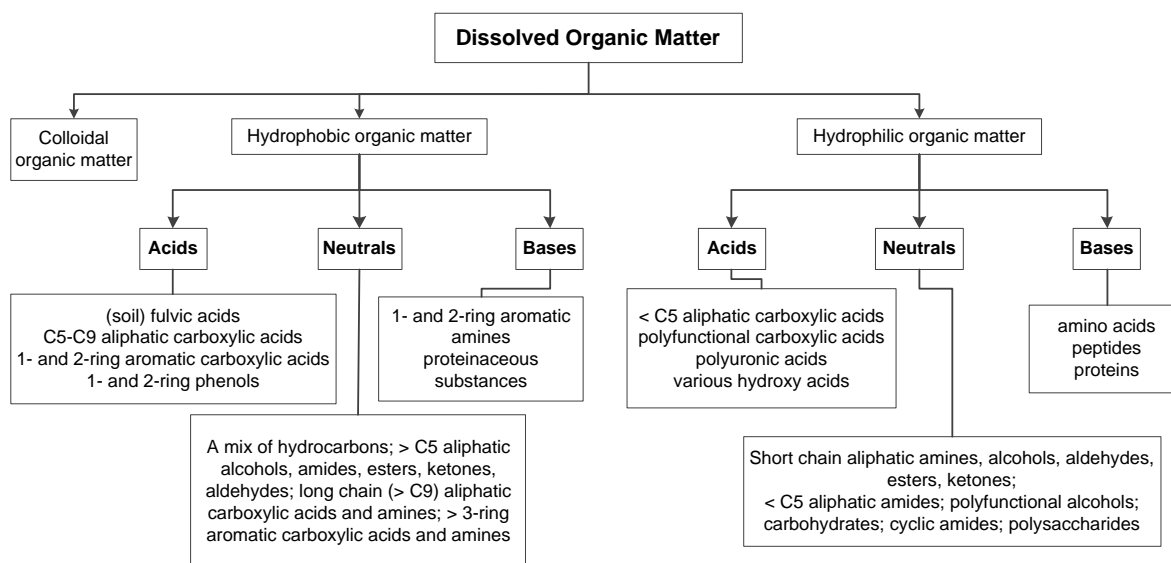 Dissolved Organic Matter
Colloidal
organic matter
Hydrophobic organic matter
Hydrophilic organic matter
Acids
Neutrals
Bases
Acids
Neutrals
Bases
(soil) fulvic acids
C5-C9 aliphatic carboxylic acids
1- and 2-ring aromatic carboxylic acids
1- and 2-ring phenols
1- and 2-ring aromatic
amines
proteinaceous
substances
< C5 aliphatic carboxylic acids
polyfunctional carboxylic acids
polyuronic acids
various hydroxy acids
amino acids
peptides
proteins
A mix of hydrocarbons; > C5 aliphatic
alcohols, amides, esters, ketones,
aldehydes; long chain (> C9) aliphatic
carboxylic acids and amines; > 3-ring
aromatic carboxylic acids and amines
Short chain aliphatic amines, alcohols, aldehydes,
esters, ketones;
< C5 aliphatic amides; polyfunctional alcohols;
carbohydrates; cyclic amides; polysaccharides